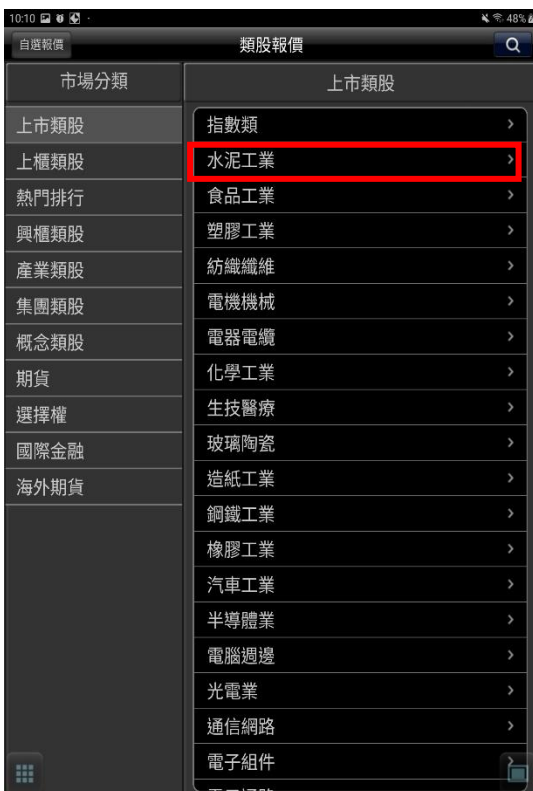 10:10
48%
自選報價
類股報價
市場分類
上市類股
上櫃類股
熱門排行
興櫃類股
產業類股
集團類股
概念類股
期貨
選擇權
國際金融
海外期貨
上市類股
指數類
水泥工業
食品工業
塑膠工業
紡織纖維
電機機械
電器電纜
化學工業
生技醫療
玻璃陶瓷
造紙工業
鋼鐵工業
橡膠工業
汽車工業
半導體業
電腦週邊
光電業
通信網路
電子組件